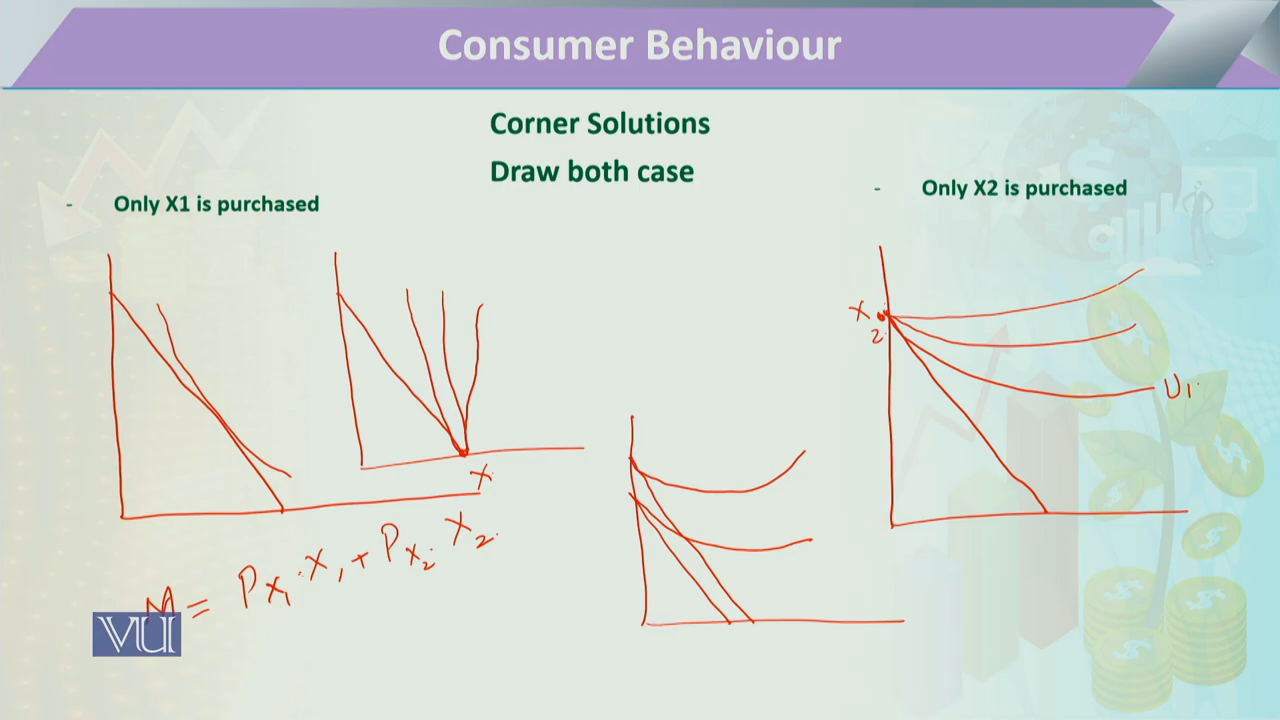 Consumer Behaviour
Corner Solutions
Draw both case
- Only X1 is purchased
- Only X2 is purchased
X2
U1
X
M = Px₁.X₁ + Px₂.X₂
VU